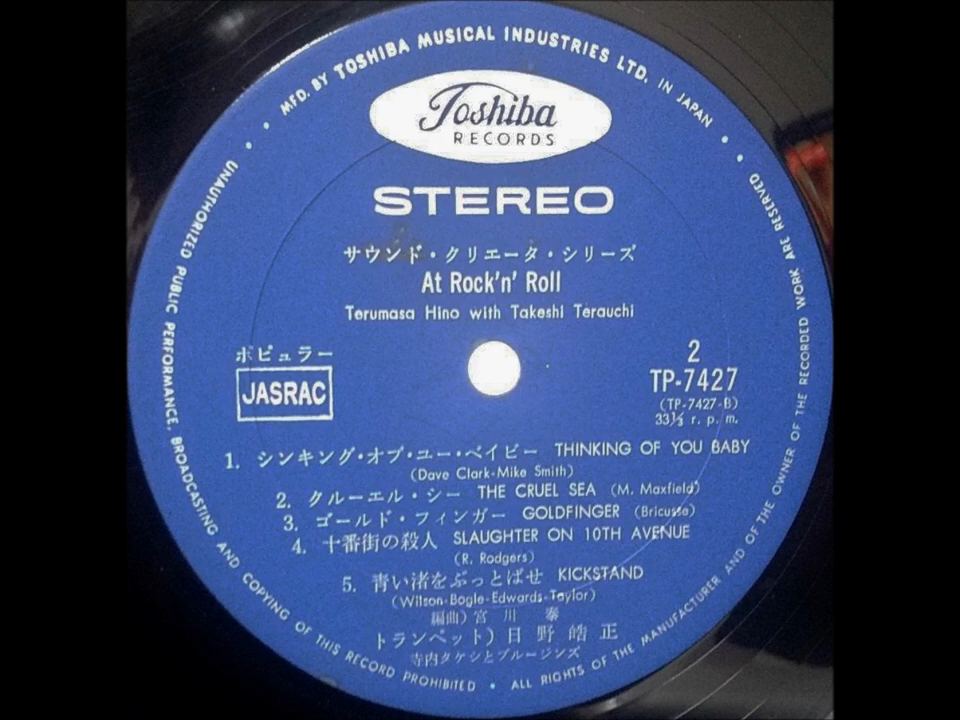 MFD. BY TOSHIBA MUSICAL INDUSTRIES LTD. IN JAPAN
Toshiba
RECORDS
STEREO
サウンド・クリエータ・シリーズ
At Rock'n' Roll
Terumasa Hino with Takeshi Terauchi
ポピュラー
JASRAC
2
TP-7427
(TP-7427-B)
33⅓ r. p. m.
1. シンキング・オブ・ユー・ベイビー THINKING OF YOU BABY
(Dave Clark-Mike Smith)
2. クルーエル・シー THE CRUEL SEA (M. Maxfield)
3. ゴールド・フィンガー GOLDFINGER (Bricusse)
4. 十番街の殺人 SLAUGHTER ON 10TH AVENUE
(R. Rodgers)
5. 青い渚をぶっとばせ KICKSTAND
(Wilson-Bogle-Edwards-Taylor)
編曲) 宮川 泰
トランペット) 日野皓正
寺内タケシとブルージンズ
UNAUTHORIZED PUBLIC PERFORMANCE, BROADCASTING AND COPYING OF THIS RECORD PROHIBITED • ALL RIGHTS OF THE MANUFACTURER AND OF THE OWNER OF THE RECORDED WORK ARE RESERVED